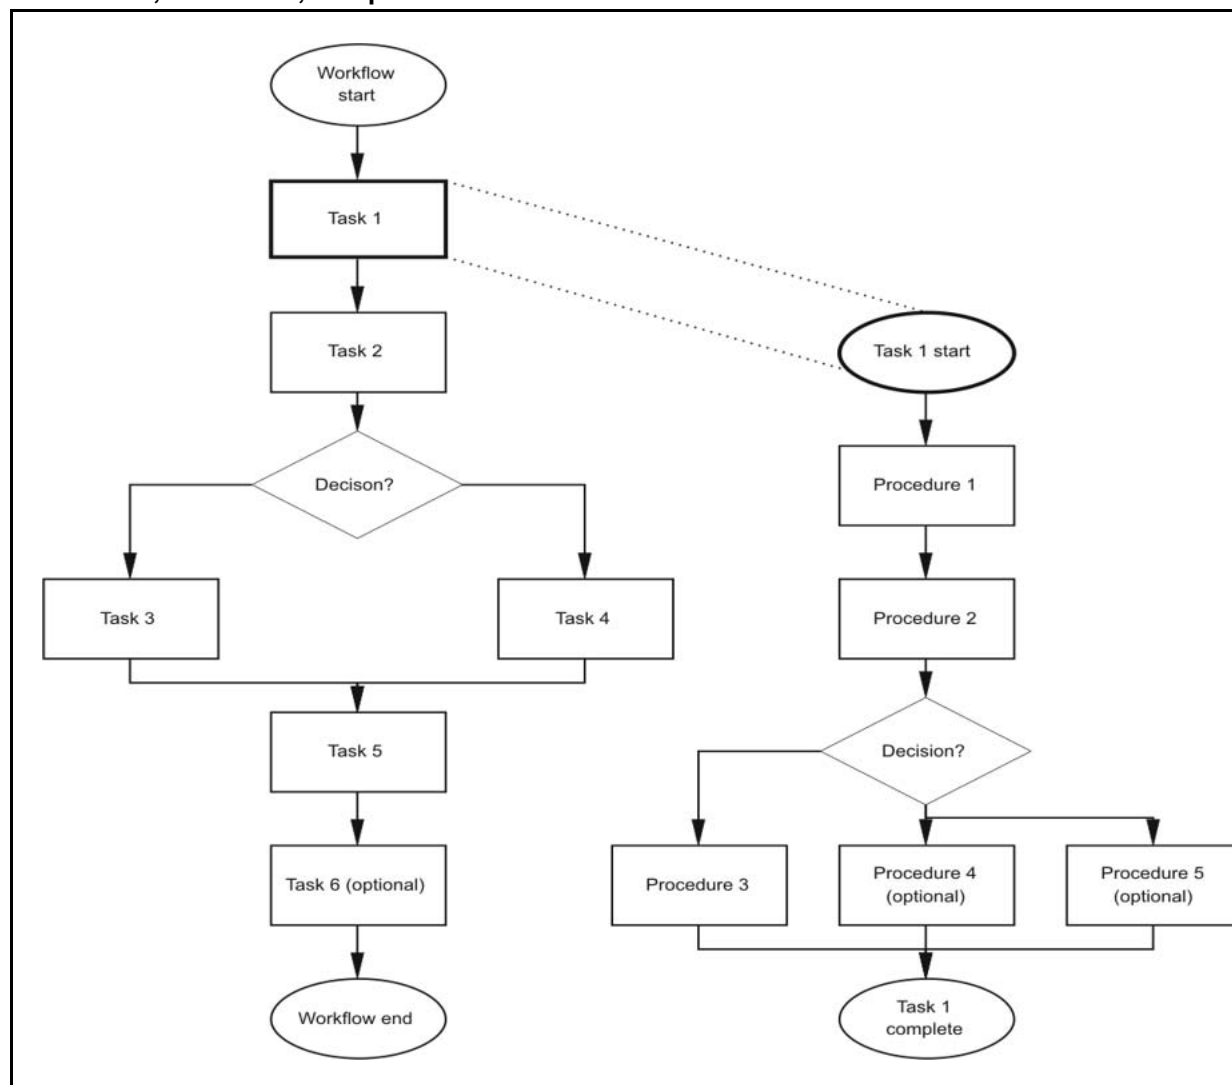 Workflow
start
Task 1
Task 2
Decison?
Task 3
Task 4
Task 5
Task 6 (optional)
Workflow end
Task 1 start
Procedure 1
Procedure 2
Decision?
Procedure 3
Procedure 4
(optional)
Procedure 5
(optional)
Task 1
complete